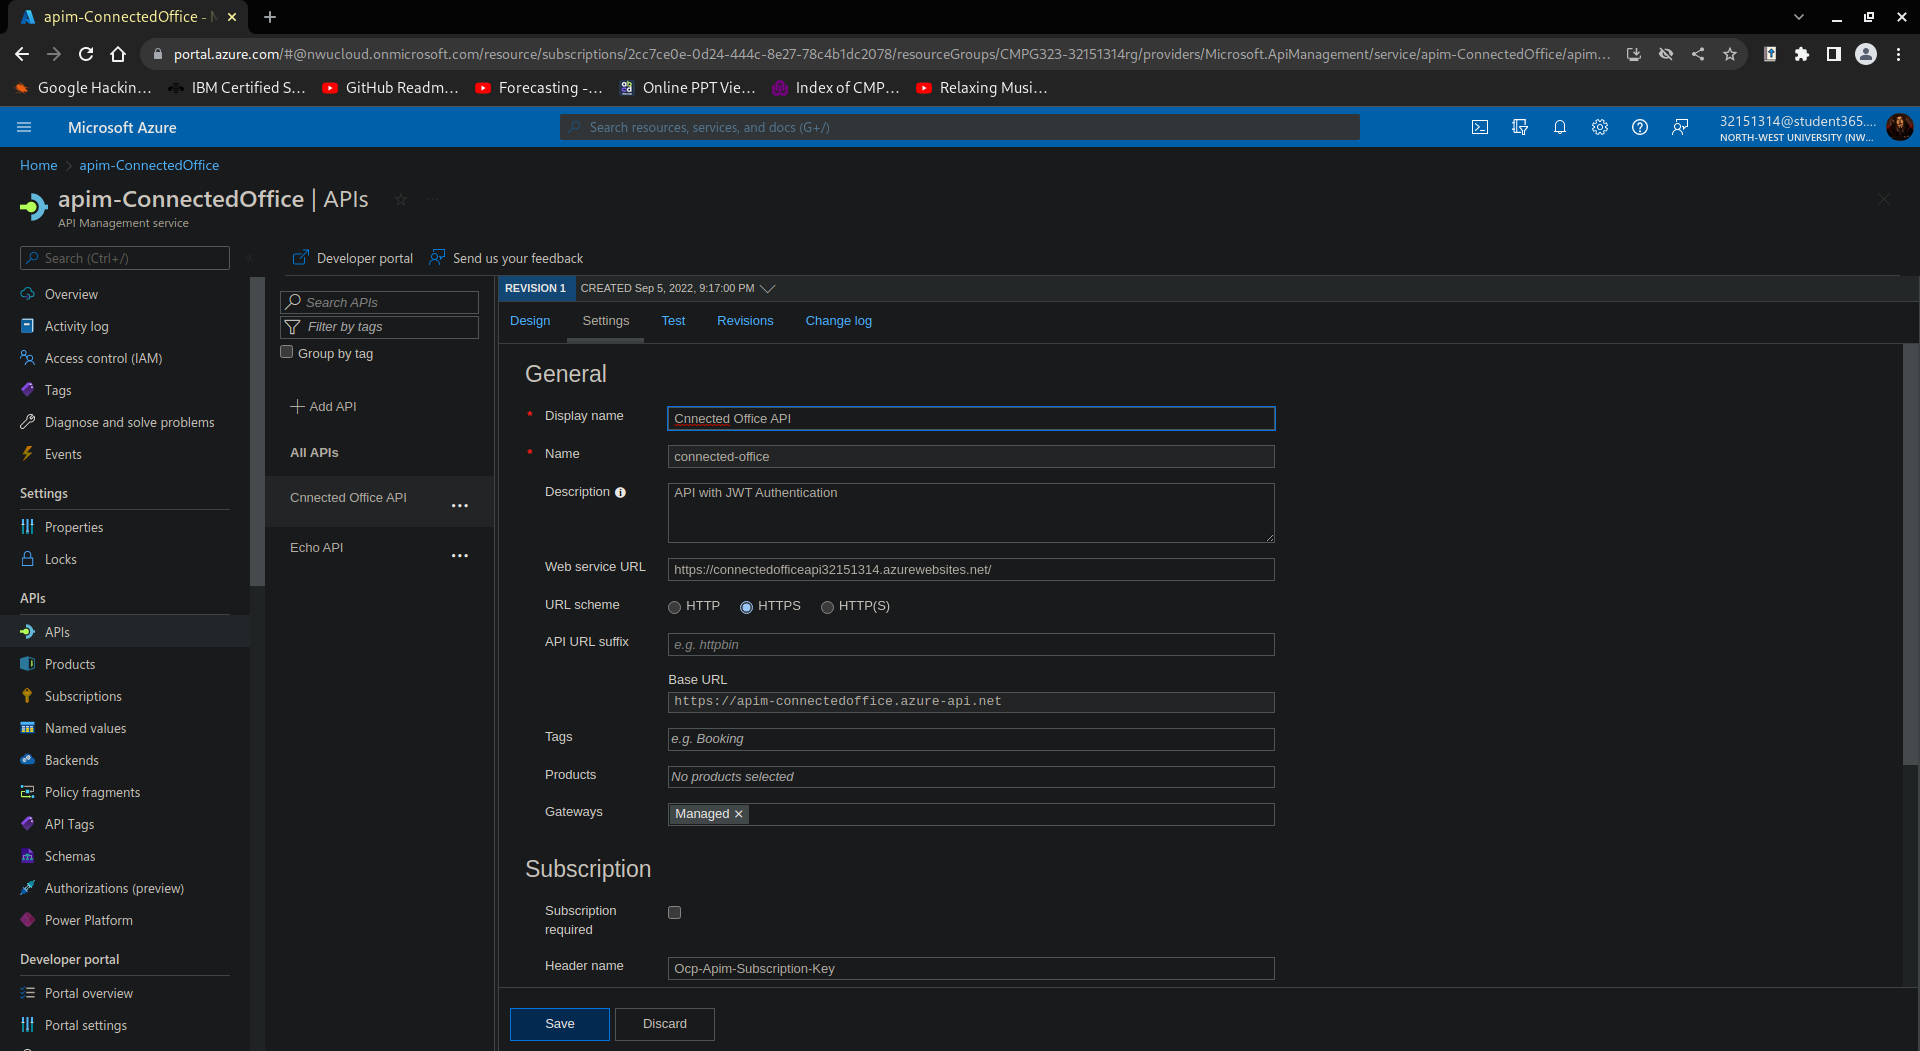 apim-ConnectedOffice - M
portal.azure.com/#@nwucloud.onmicrosoft.com/resource/subscriptions/2cc7ce0e-0d24-444c-8e27-78c4b1dc2078/resourceGroups/CMPG323-32151314rg/providers/Microsoft.ApiManagement/service/apim-ConnectedOffice/apim...
Google Hackin... IBM Certified S... GitHub Readm... Forecasting -... Online PPT Vie... Index of CMP... Relaxing Musi...
Microsoft Azure
Search resources, services, and docs (G+/)
32151314@student365....
NORTH-WEST UNIVERSITY (NW...
Home > apim-ConnectedOffice
apim-ConnectedOffice | APIs
API Management service
Search (Ctrl+/)
Overview
Activity log
Access control (IAM)
Tags
Diagnose and solve problems
Events
Settings
Properties
Locks
APIs
APIs
Products
Subscriptions
Named values
Backends
Policy fragments
API Tags
Schemas
Authorizations (preview)
Power Platform
Developer portal
Portal overview
Portal settings
Developer portal Send us your feedback
Search APIs
Filter by tags
Group by tag
Add API
All APIs
Cnnected Office API
Echo API
REVISION 1 CREATED Sep 5, 2022, 9:17:00 PM
Design Settings Test Revisions Change log
General
* Display name Cnnected Office API
* Name connected-office
Description API with JWT Authentication
Web service URL https://connectedofficeapi32151314.azurewebsites.net/
URL scheme HTTP HTTPS HTTP(S)
API URL suffix e.g. httpbin
Base URL
https://apim-connectedoffice.azure-api.net
Tags e.g. Booking
Products No products selected
Gateways Managed
Subscription
Subscription
required
Header name Ocp-Apim-Subscription-Key
Save Discard